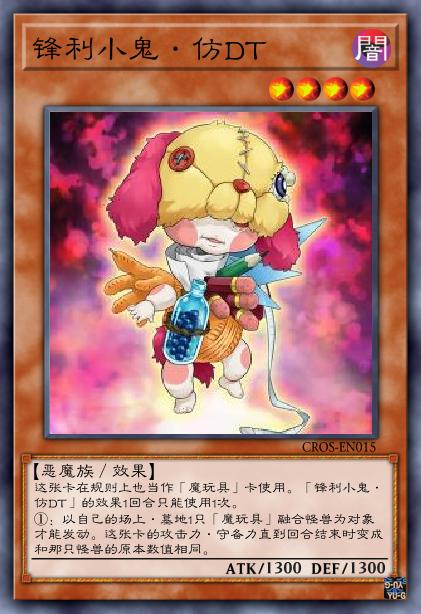 锋利小鬼・仿DT
闇
CROS-EN015
【恶魔族／效果】
这张卡在规则上也当作「魔玩具」卡使用。「锋利小鬼・
仿DT」的效果1回合只能使用1次。
①：以自己的场上・墓地1只「魔玩具」融合怪兽为对象
才能发动。这张卡的攻击力・守备力直到回合结束时变成
和那只怪兽的原本数值相同。
ATK/1300 DEF/1300